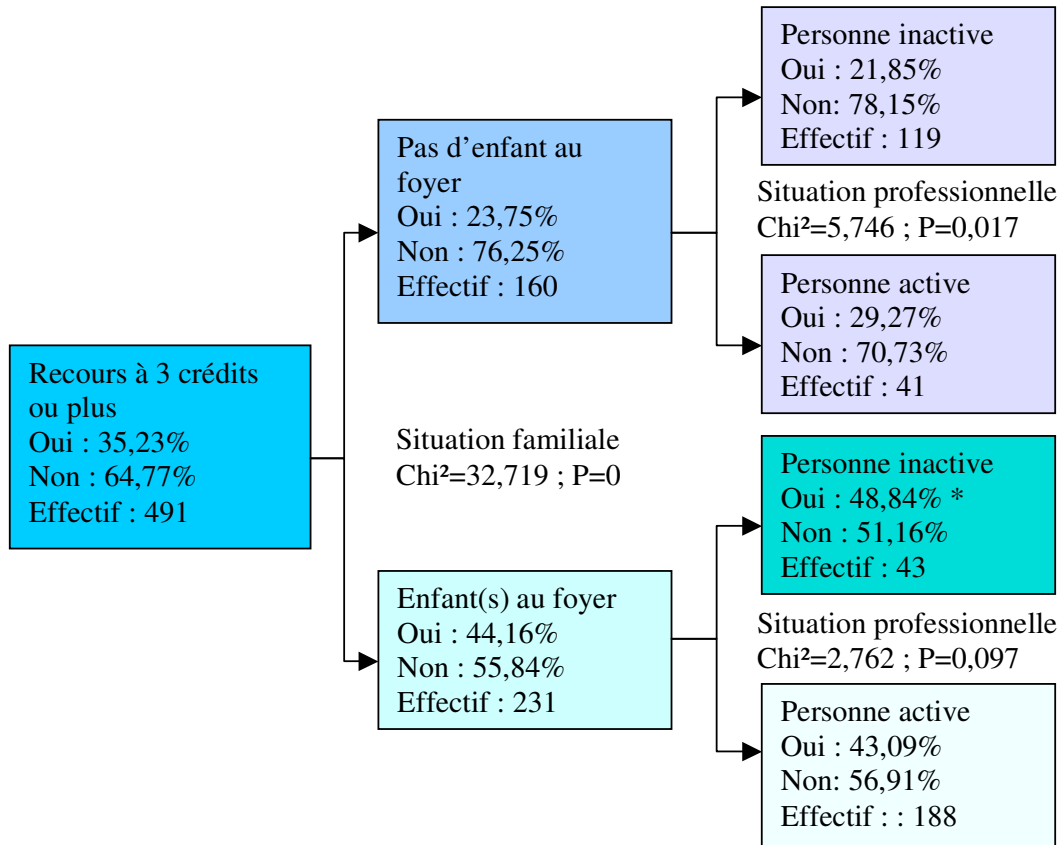 Recours à 3 crédits
ou plus
Oui : 35,23%
Non : 64,77%
Effectif : 491
Pas d’enfant au
foyer
Oui : 23,75%
Non : 76,25%
Effectif : 160
Situation familiale
Chi²=32,719 ; P=0
Enfant(s) au foyer
Oui : 44,16%
Non : 55,84%
Effectif : 231
Personne inactive
Oui : 21,85%
Non: 78,15%
Effectif : 119
Situation professionnelle
Chi²=5,746 ; P=0,017
Personne active
Oui : 29,27%
Non : 70,73%
Effectif : 41
Personne inactive
Oui : 48,84% *
Non : 51,16%
Effectif : 43
Situation professionnelle
Chi²=2,762 ; P=0,097
Personne active
Oui : 43,09%
Non: 56,91%
Effectif : : 188